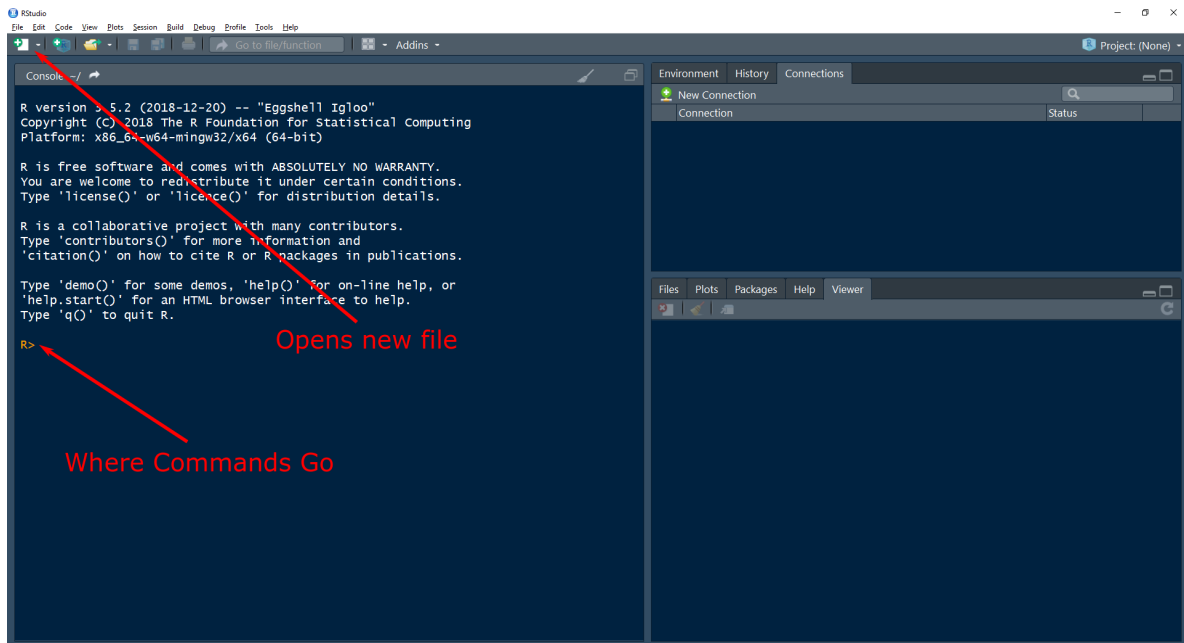 RStudio
File Edit Code View Plots Session Build Debug Profile Tools Help
Go to file/function Addins Project: (None)
Console ~/
R version 3.5.2 (2018-12-20) -- "Eggshell Igloo"
Copyright (C) 2018 The R Foundation for Statistical Computing
Platform: x86_64-w64-mingw32/x64 (64-bit)
R is free software and comes with ABSOLUTELY NO WARRANTY.
You are welcome to redistribute it under certain conditions.
Type 'license()' or 'licence()' for distribution details.
R is a collaborative project with many contributors.
Type 'contributors()' for more information and
'citation()' on how to cite R or R packages in publications.
Type 'demo()' for some demos, 'help()' for on-line help, or
'help.start()' for an HTML browser interface to help.
Type 'q()' to quit R.
R>
Opens new file
Where Commands Go
Environment History Connections
New Connection
Connection Status
Files Plots Packages Help Viewer